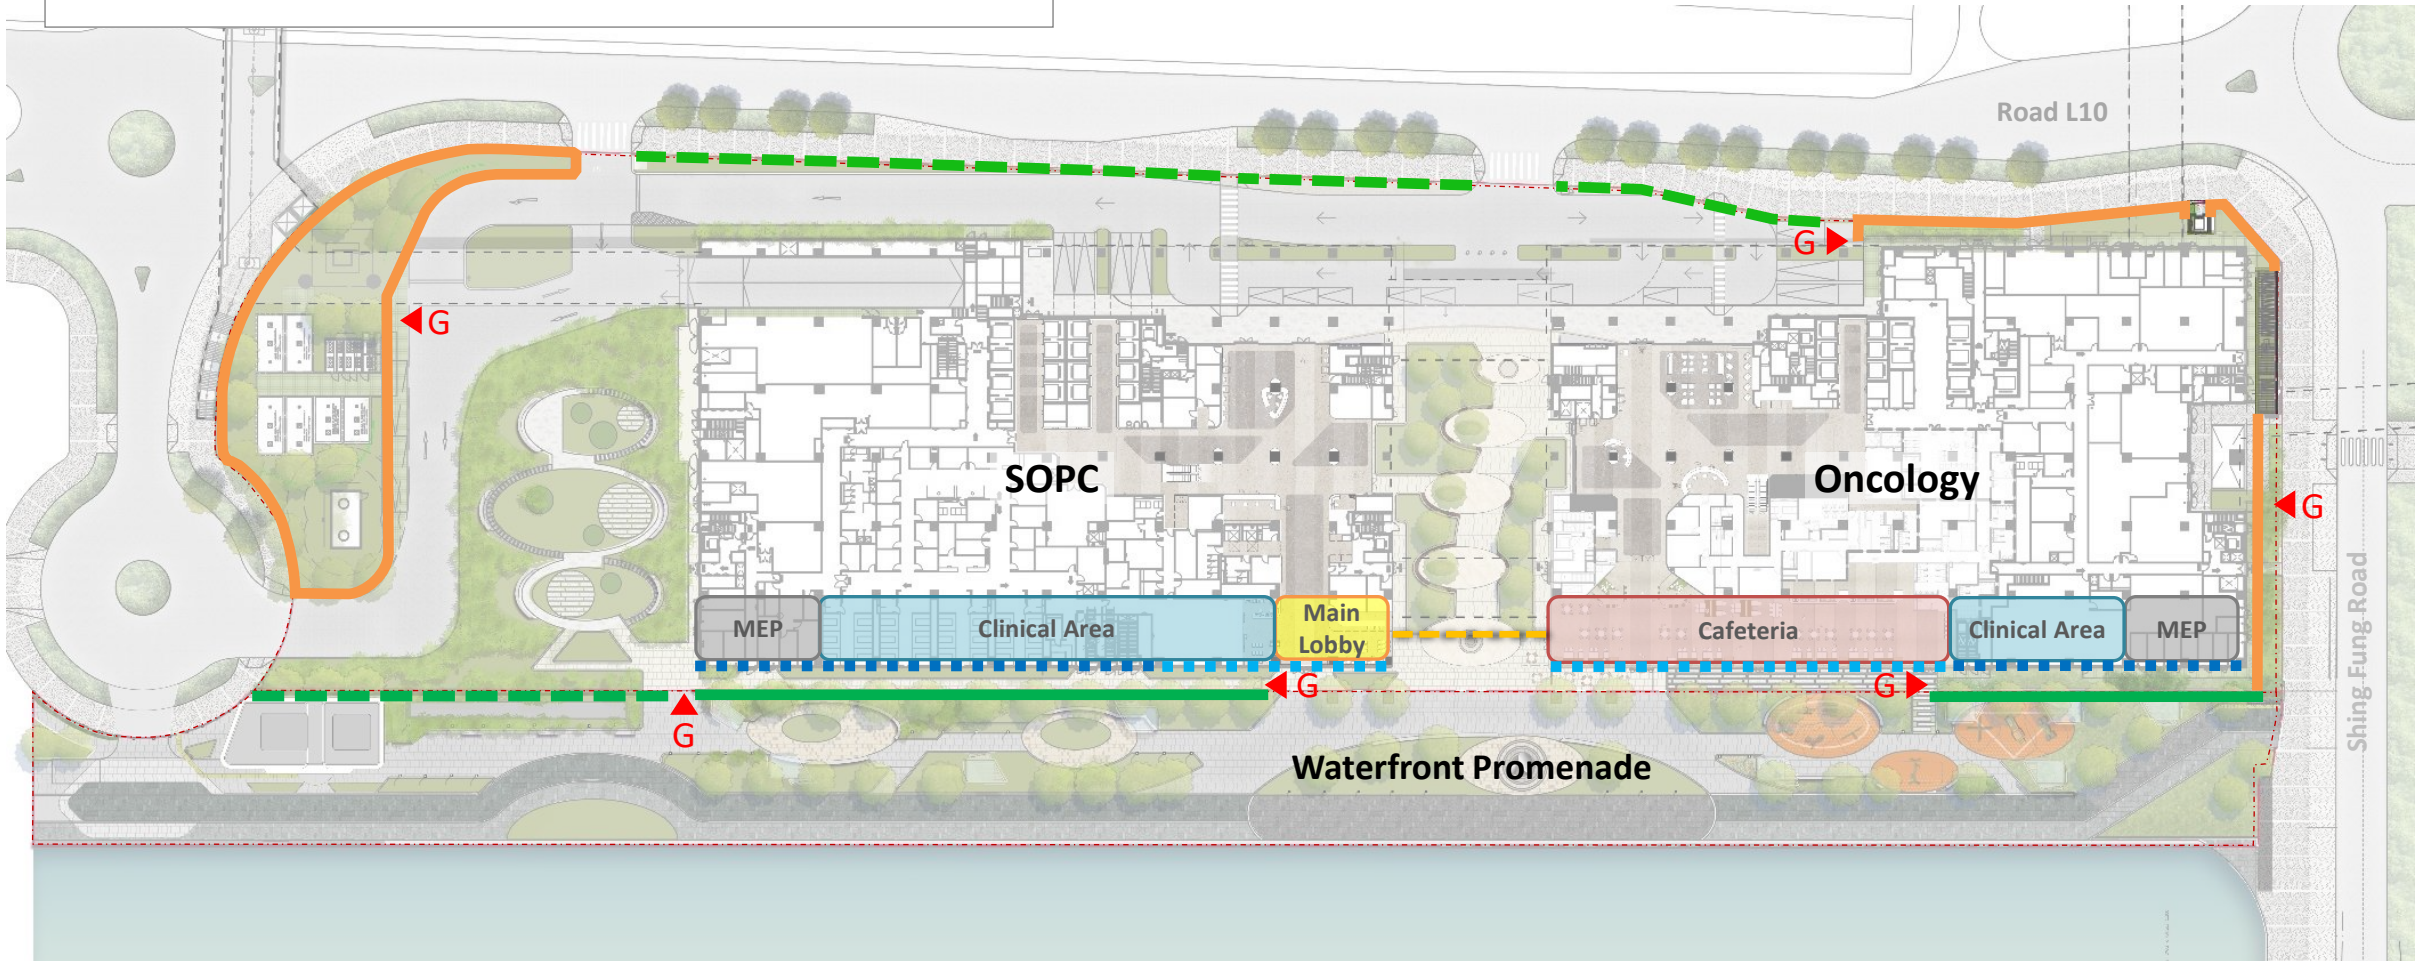 Road L10
G
G
SOPC
Oncology
G
MEP
Clinical Area
Main
Lobby
Cafeteria
Clinical Area
MEP
G
G
G
Waterfront Promenade
Shing Fung Road